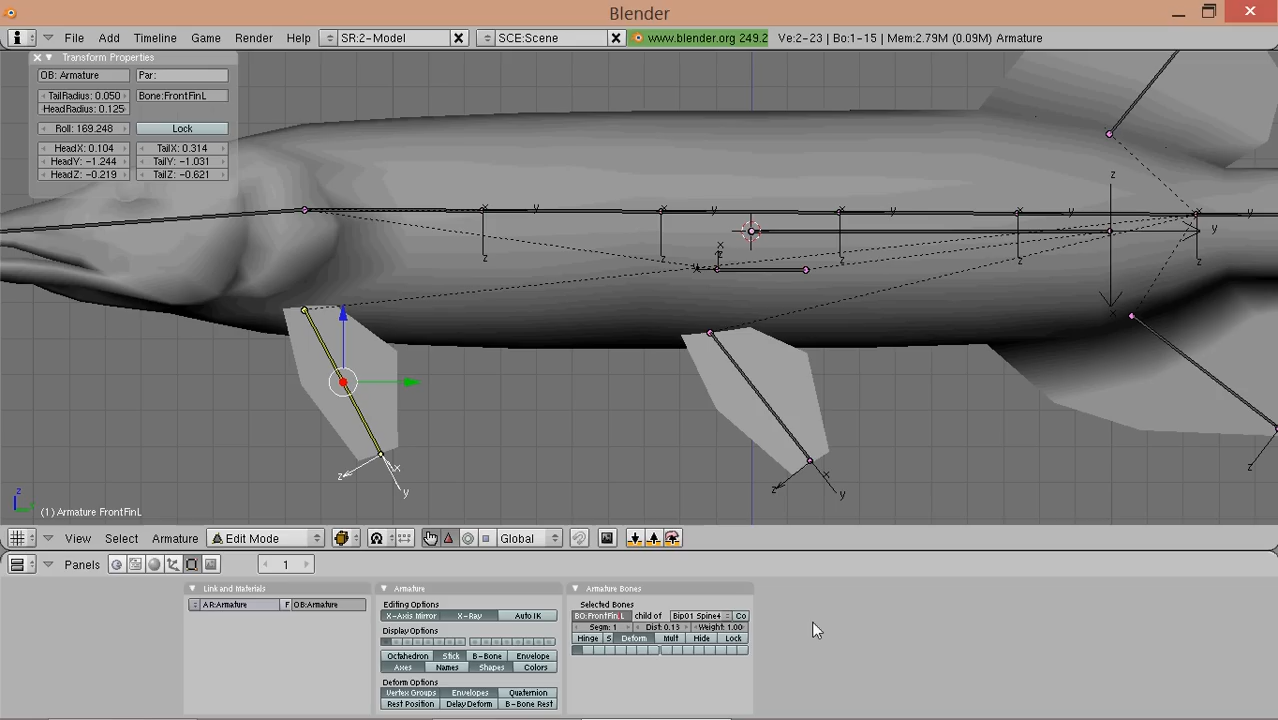 Blender
File Add Timeline Game Render Help SR:2-Model SCE:Scene www.blender.org 249.2 Ve:2-23 | Bo:1-15 | Mem:2.79M (0.09M) Armature
Transform Properties
OB: Armature Par:
TailRadius: 0.050 Bone:FrontFinL
HeadRadius: 0.125
Roll: 169.248 Lock
HeadX: 0.104 TailX: 0.314
HeadY: -1.244 TailY: -1.031
HeadZ: -0.219 TailZ: -0.621
z
x y y y y y y
x
z z z z z
x
z x y
z x y
z
z
(1) Armature FrontFinL
View Select Armature Edit Mode Global
Panels 1
Link and Materials Armature Armature Bones
AR:Armature F OB:Armature Editing Options Selected Bones
X-Axis Mirror X-Ray Auto IK BO:FrontFinL child of Bip01 Spine4 Co
Display Options Segm: 1 Dist: 0.13 Weight: 1.00
Hinge S Deform Mult Hide Lock
Octahedron Stick B-Bone Envelope
Axes Names Shapes Colors
Deform Options
Vertex Groups Envelopes Quaternion
Rest Position Delay Deform B-Bone Rest